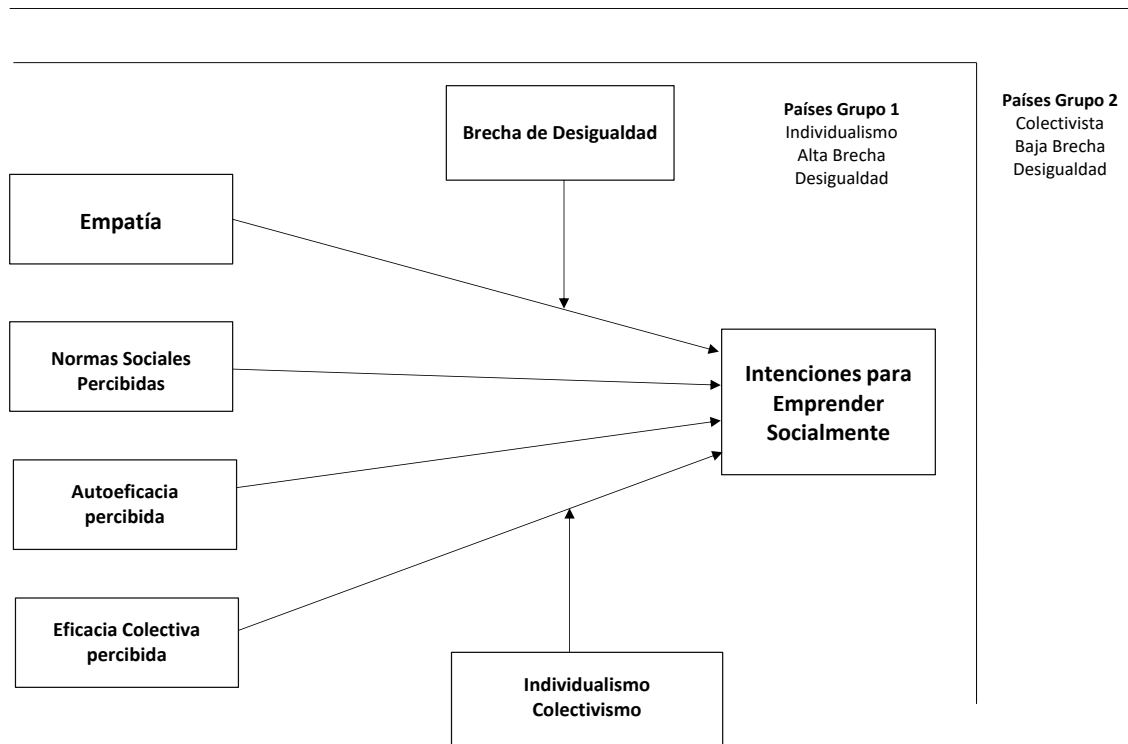 Brecha de Desigualdad
Países Grupo 1
Individualismo
Alta Brecha
Desigualdad
Países Grupo 2
Colectivista
Baja Brecha
Desigualdad
Empatía
Normas Sociales
Percibidas
Autoeficacia
percibida
Eficacia Colectiva
percibida
Intenciones para
Emprender
Socialmente
Individualismo
Colectivismo